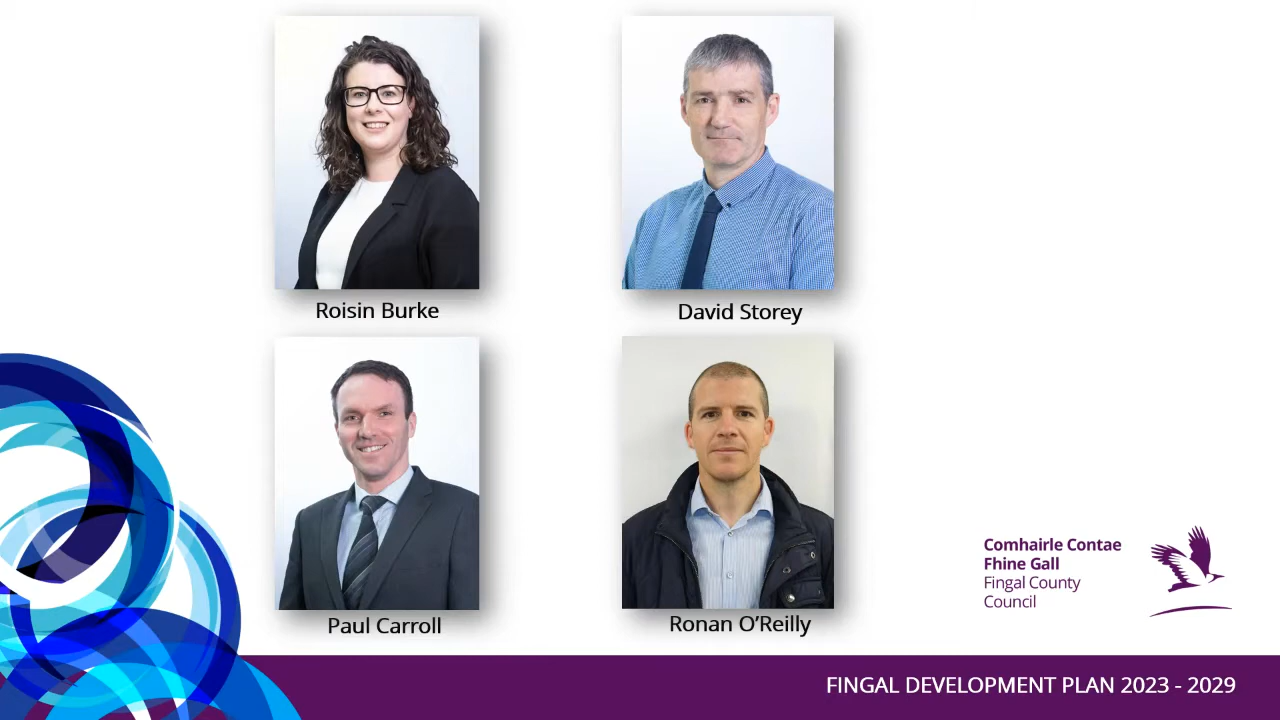 Roisin Burke
David Storey
Paul Carroll
Ronan O’Reilly
Comhairle Contae
Fhine Gall
Fingal County
Council
FINGAL DEVELOPMENT PLAN 2023 - 2029